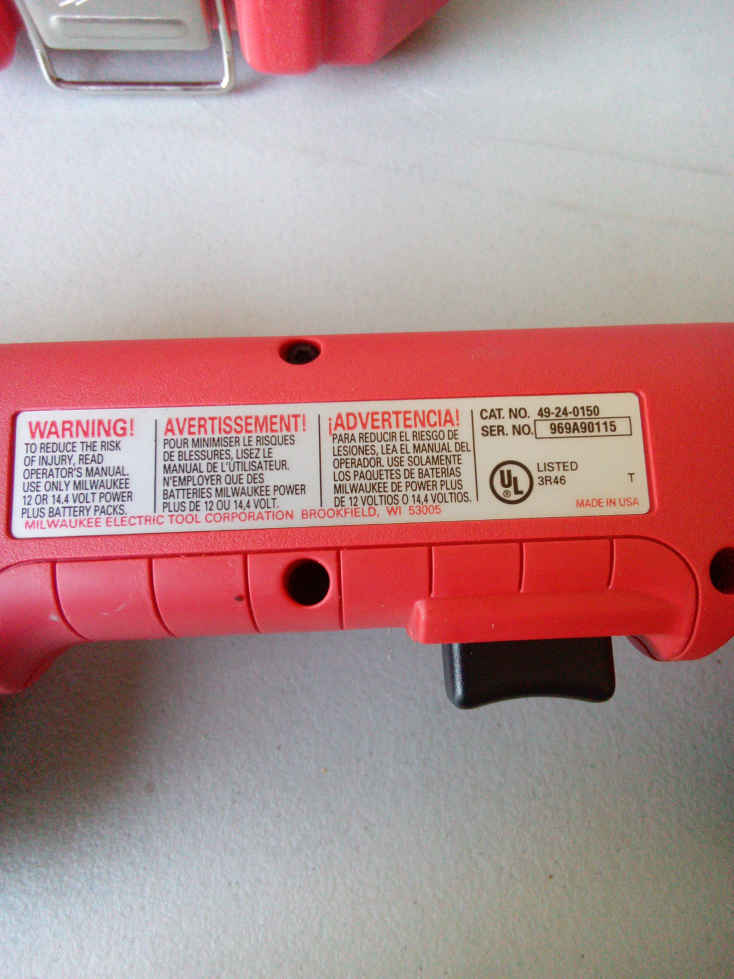 WARNING!
TO REDUCE THE RISK
OF INJURY, READ
OPERATOR'S MANUAL.
USE ONLY MILWAUKEE
12 OR 14,4 VOLT POWER
PLUS BATTERY PACKS.
AVERTISSEMENT!
POUR MINIMISER LE RISQUES
DE BLESSURES, LISEZ LE
MANUAL DE L'UTILISATEUR.
N'EMPLOYER QUE DES
BATTERIES MILWAUKEE POWER
PLUS DE 12 OU 14,4 VOLT.
¡ADVERTENCIA!
PARA REDUCIR EL RIESGO DE
LESIONES, LEA EL MANUAL DEL
OPERADOR. USE SOLAMENTE
LOS PAQUETES DE BATERIAS
MILWAUKEE DE POWER PLUS
DE 12 VOLTIOS O 14,4 VOLTIOS.
CAT. NO. 49-24-0150
SER. NO. 969A90115
UL ®
LISTED
3R46 T
MADE IN USA
MILWAUKEE ELECTRIC TOOL CORPORATION BROOKFIELD, WI 53005